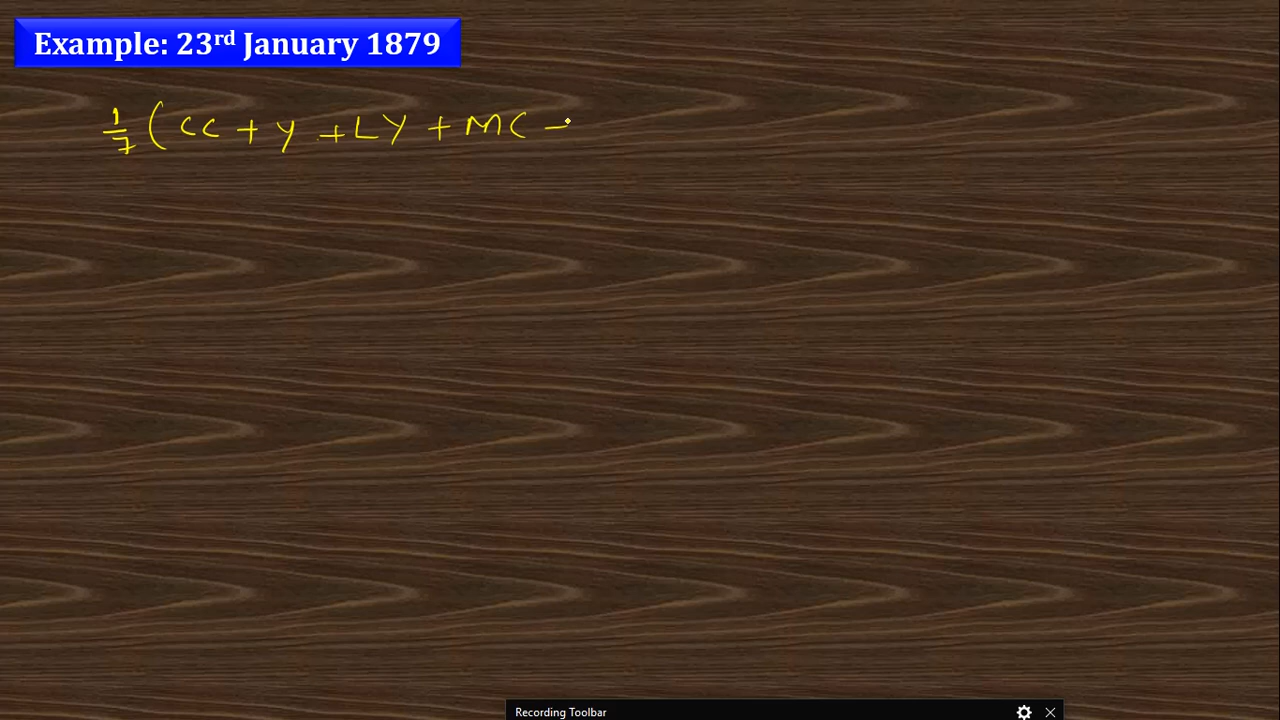 Example: 23rd January 1879
1/7 ( CC + Y + LY + MC -
Recording Toolbar